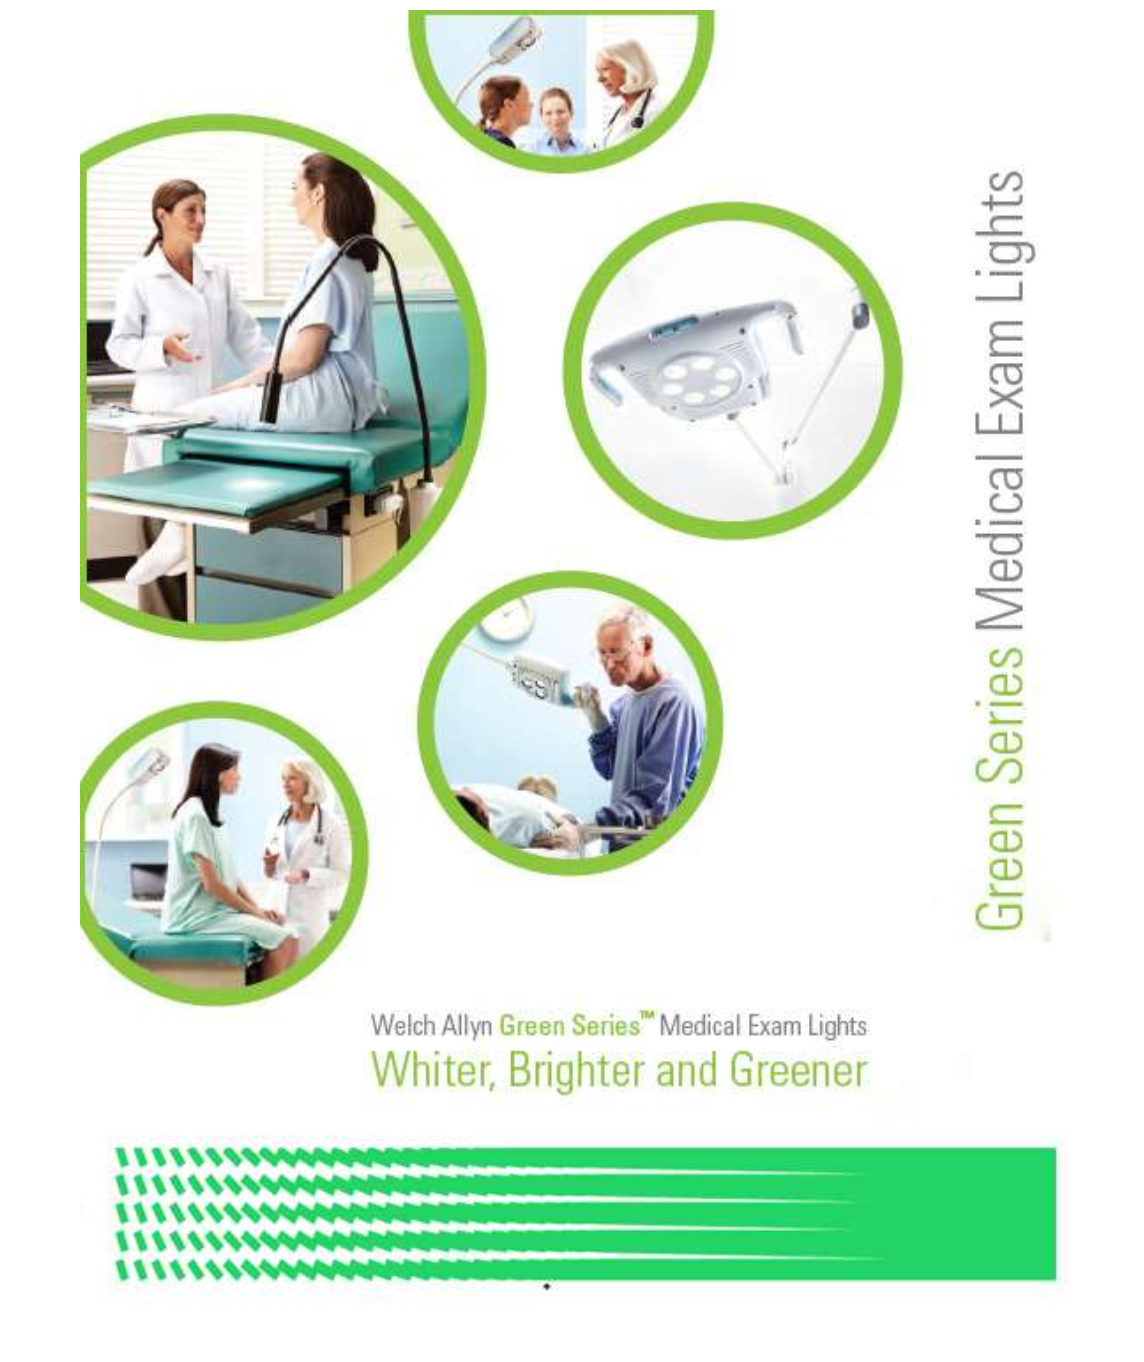 Green Series Medical Exam Lights
Welch Allyn Green Series™ Medical Exam Lights
Whiter, Brighter and Greener